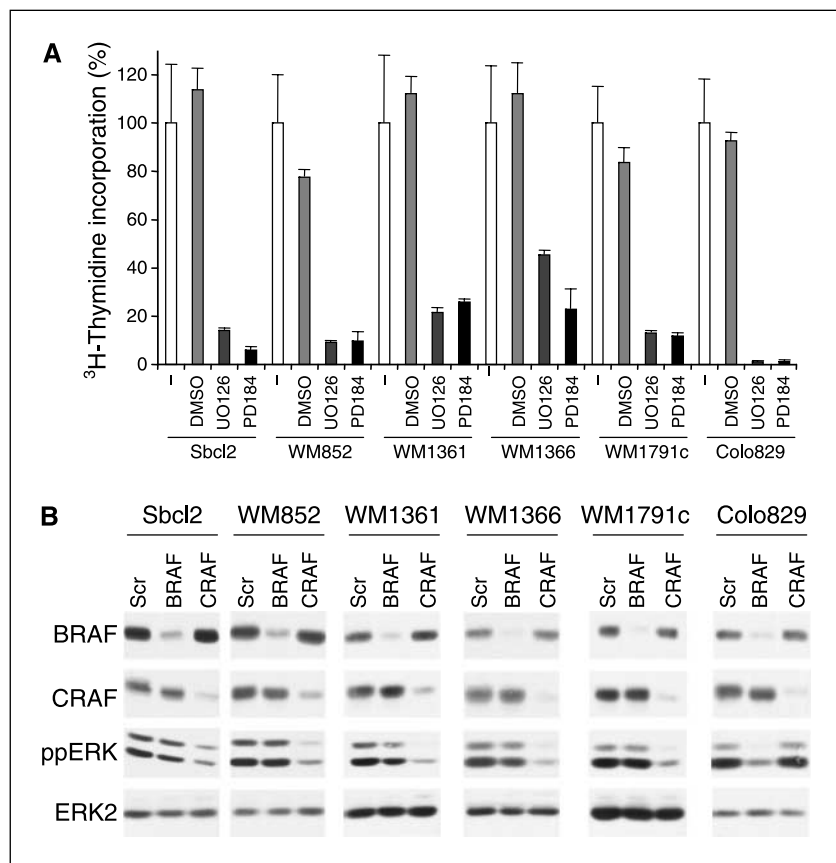 A
³H-Thymidine incorporation (%)
120
100
80
60
40
20
0
– DMSO UO126 PD184 – DMSO UO126 PD184 – DMSO UO126 PD184 – DMSO UO126 PD184 – DMSO UO126 PD184 – DMSO UO126 PD184
Sbcl2 WM852 WM1361 WM1366 WM1791c Colo829
B
Sbcl2 WM852 WM1361 WM1366 WM1791c Colo829
Scr BRAF CRAF Scr BRAF CRAF Scr BRAF CRAF Scr BRAF CRAF Scr BRAF CRAF Scr BRAF CRAF
BRAF
CRAF
ppERK
ERK2